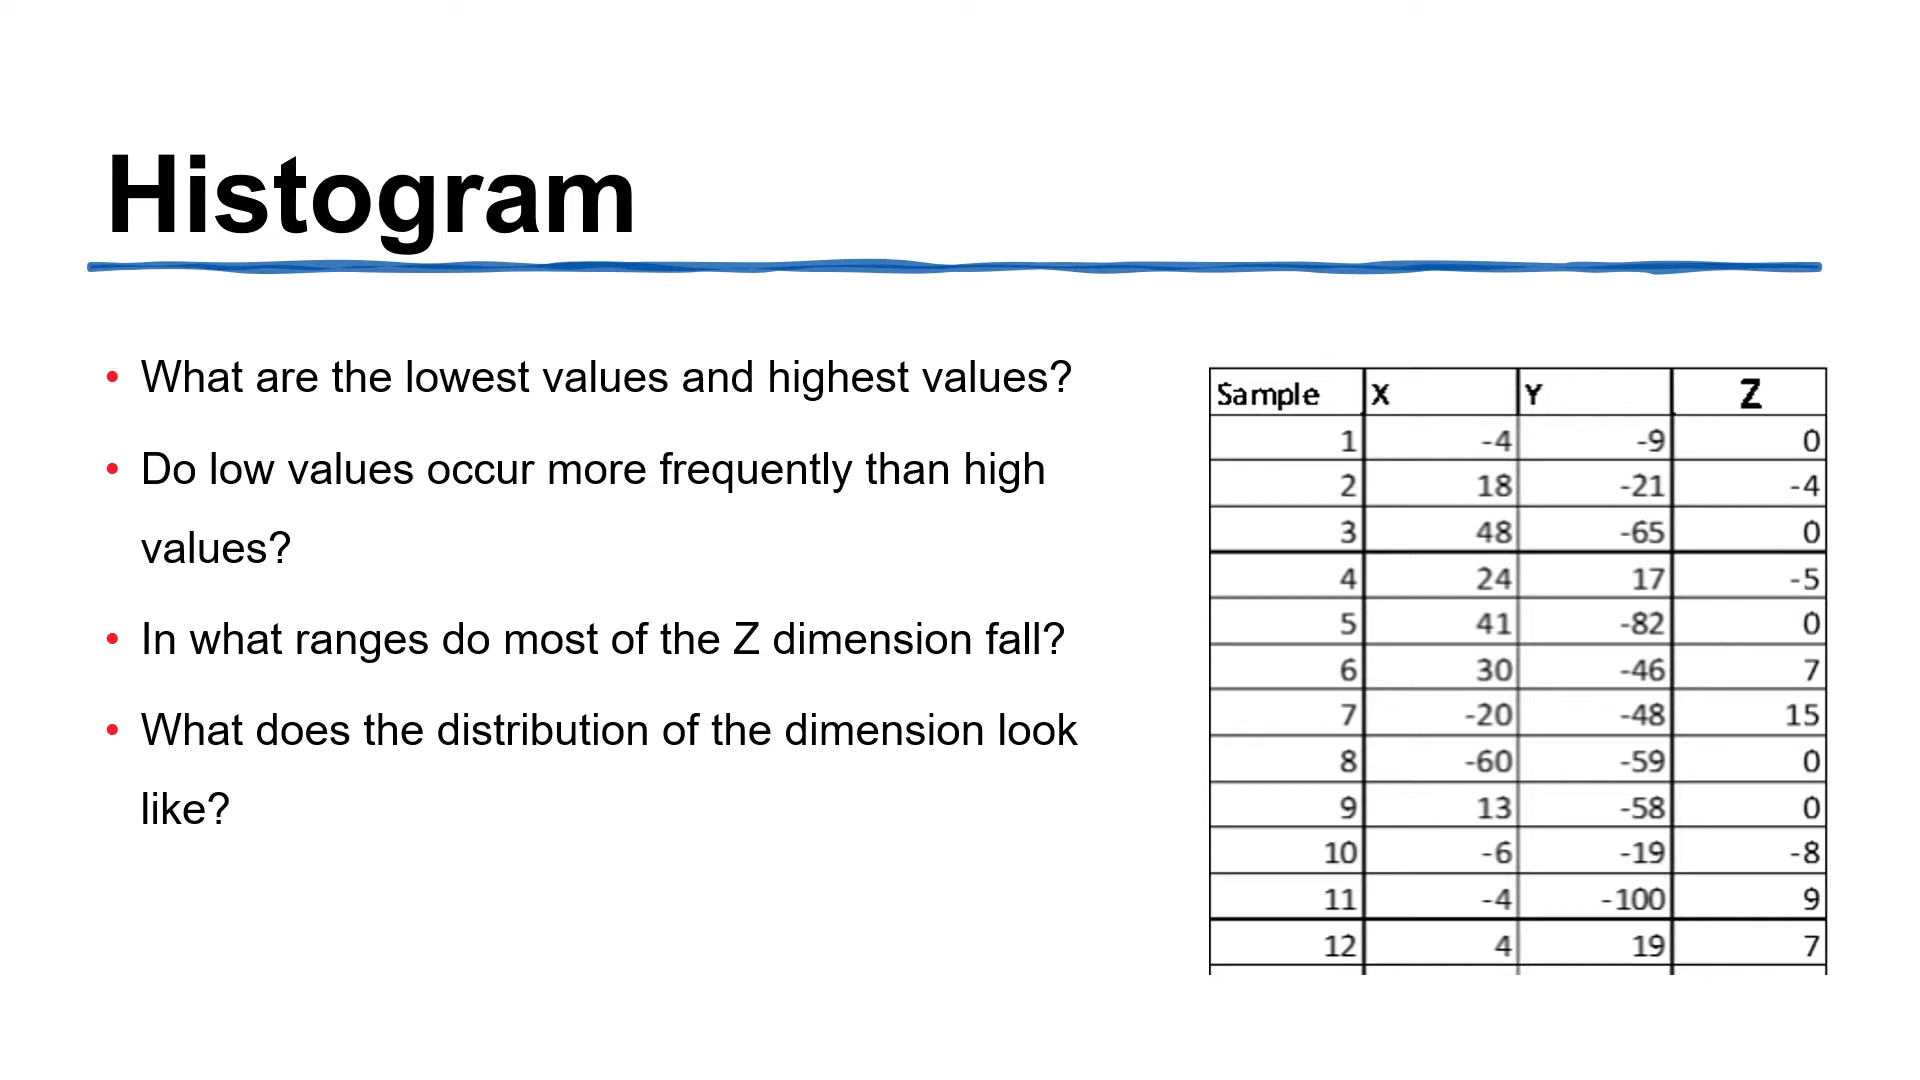 Histogram
• What are the lowest values and highest values?
• Do low values occur more frequently than high
values?
• In what ranges do most of the Z dimension fall?
• What does the distribution of the dimension look
like?
Sample X Y Z
1 -4 -9 0
2 18 -21 -4
3 48 -65 0
4 24 17 -5
5 41 -82 0
6 30 -46 7
7 -20 -48 15
8 -60 -59 0
9 13 -58 0
10 -6 -19 -8
11 -4 -100 9
12 4 19 7